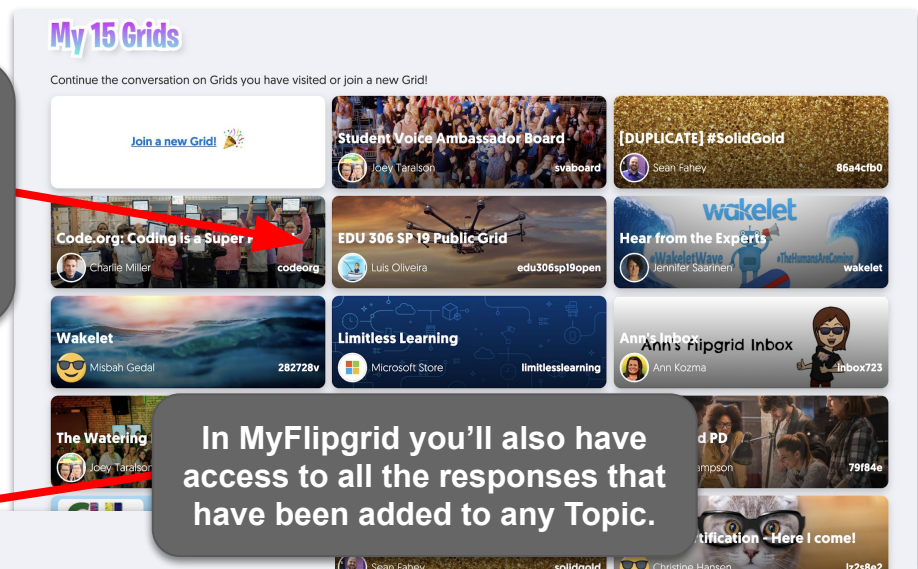 My 15 Grids
Continue the conversation on Grids you have visited or join a new Grid!
Join a new Grid!
Student Voice Ambassador Board
Joey Taralson
svaboard
[DUPLICATE] #SolidGold
Sean Fahey
86a4cfb0
Code.org: Coding is a Super
Charlie Miller
codeorg
EDU 306 SP 19 Public Grid
Luis Oliveira
edu306sp19open
wakelet
Hear from the Experts
#WakeletWave
#TheHumansAreComing
Jennifer Saarinen
wakelet
Wakelet
Misbah Gedal
282728v
Limitless Learning
Microsoft Store
limitlesslearning
Ann's Inbox
Ann's Flipgrid Inbox
Ann Kozma
inbox723
The Watering
Joey Taralson
PD
79f84e
In MyFlipgrid you’ll also have
access to all the responses that
have been added to any Topic.
Here I come!
Sean Fahey
solidgold
Christine Hansen
lz2s8e2